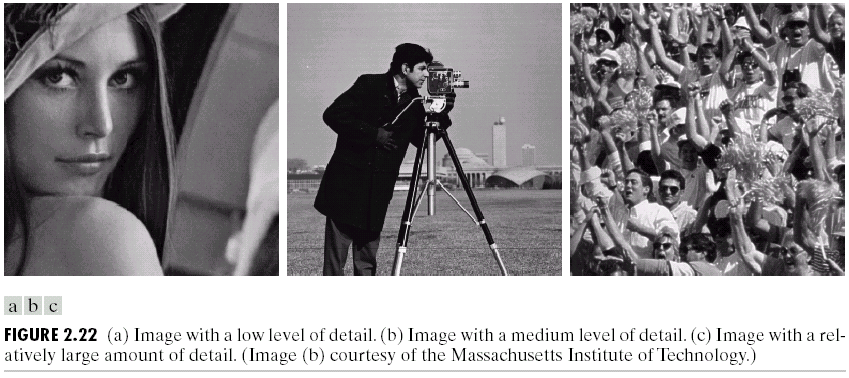 a b c
FIGURE 2.22 (a) Image with a low level of detail. (b) Image with a medium level of detail. (c) Image with a rel-
atively large amount of detail. (Image (b) courtesy of the Massachusetts Institute of Technology.)